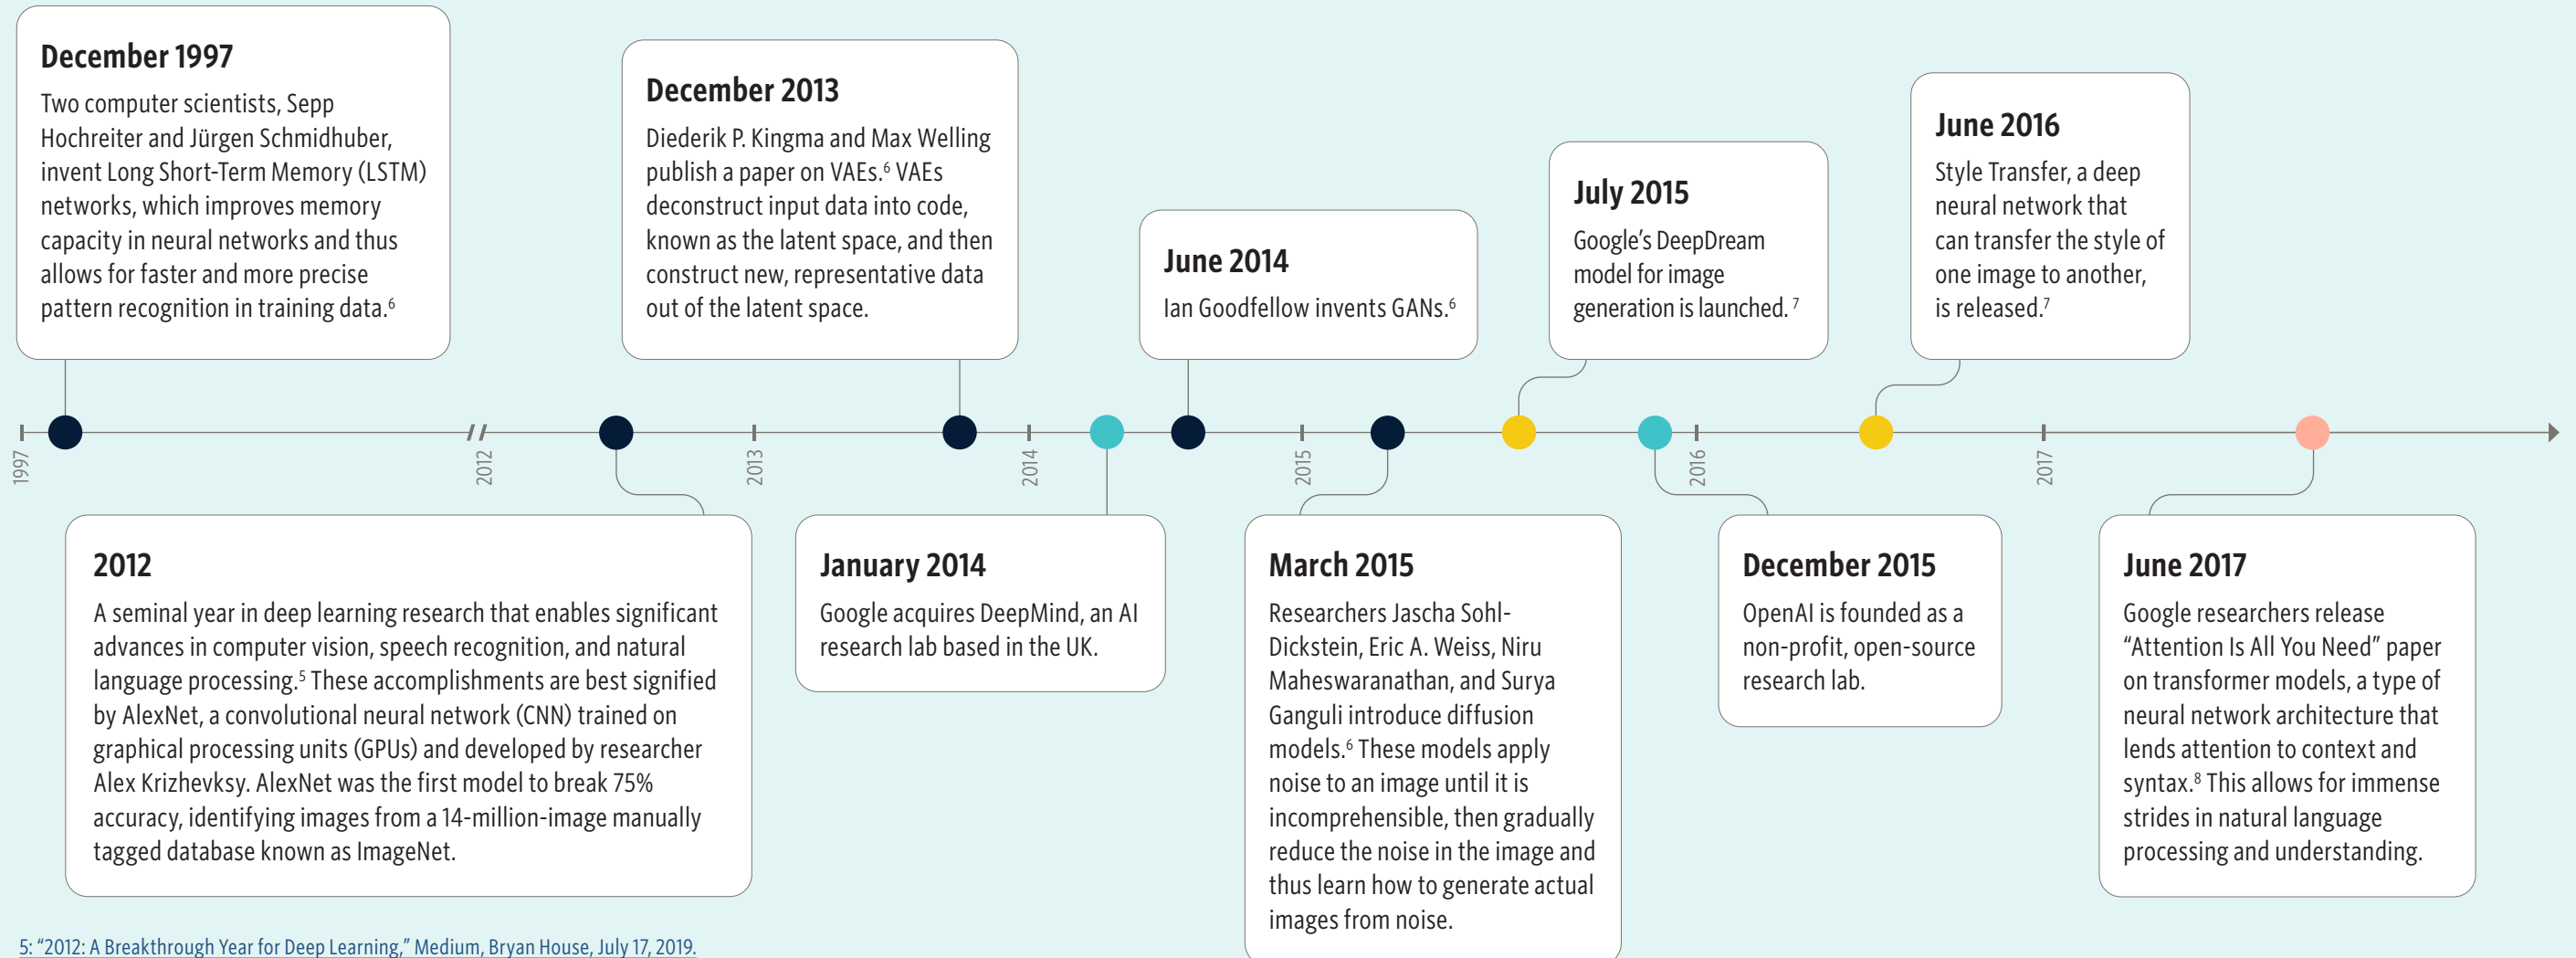 December 1997
Two computer scientists, Sepp
Hochreiter and Jürgen Schmidhuber,
invent Long Short-Term Memory (LSTM)
networks, which improves memory
capacity in neural networks and thus
allows for faster and more precise
pattern recognition in training data.6
December 2013
Diederik P. Kingma and Max Welling
publish a paper on VAEs.6 VAEs
deconstruct input data into code,
known as the latent space, and then
construct new, representative data
out of the latent space.
June 2014
Ian Goodfellow invents GANs.6
July 2015
Google’s DeepDream
model for image
generation is launched. 7
June 2016
Style Transfer, a deep
neural network that
can transfer the style of
one image to another,
is released.7
1997
2012
2013
2014
2015
2016
2017
2012
A seminal year in deep learning research that enables significant
advances in computer vision, speech recognition, and natural
language processing.5 These accomplishments are best signified
by AlexNet, a convolutional neural network (CNN) trained on
graphical processing units (GPUs) and developed by researcher
Alex Krizhevksy. AlexNet was the first model to break 75%
accuracy, identifying images from a 14-million-image manually
tagged database known as ImageNet.
January 2014
Google acquires DeepMind, an AI
research lab based in the UK.
March 2015
Researchers Jascha Sohl-
Dickstein, Eric A. Weiss, Niru
Maheswaranathan, and Surya
Ganguli introduce diffusion
models.6 These models apply
noise to an image until it is
incomprehensible, then gradually
reduce the noise in the image and
thus learn how to generate actual
images from noise.
December 2015
OpenAI is founded as a
non-profit, open-source
research lab.
June 2017
Google researchers release
“Attention Is All You Need” paper
on transformer models, a type of
neural network architecture that
lends attention to context and
syntax.8 This allows for immense
strides in natural language
processing and understanding.
5: “2012: A Breakthrough Year for Deep Learning,” Medium, Bryan House, July 17, 2019.